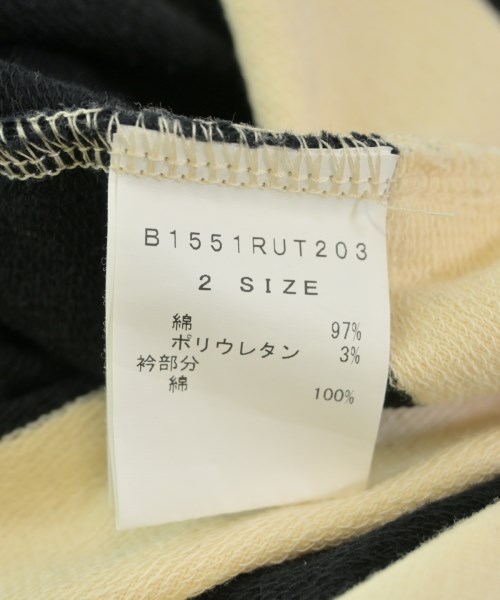 B1551RUT203
2 SIZE
綿 97%
ポリウレタン 3%
衿部分
綿 100%